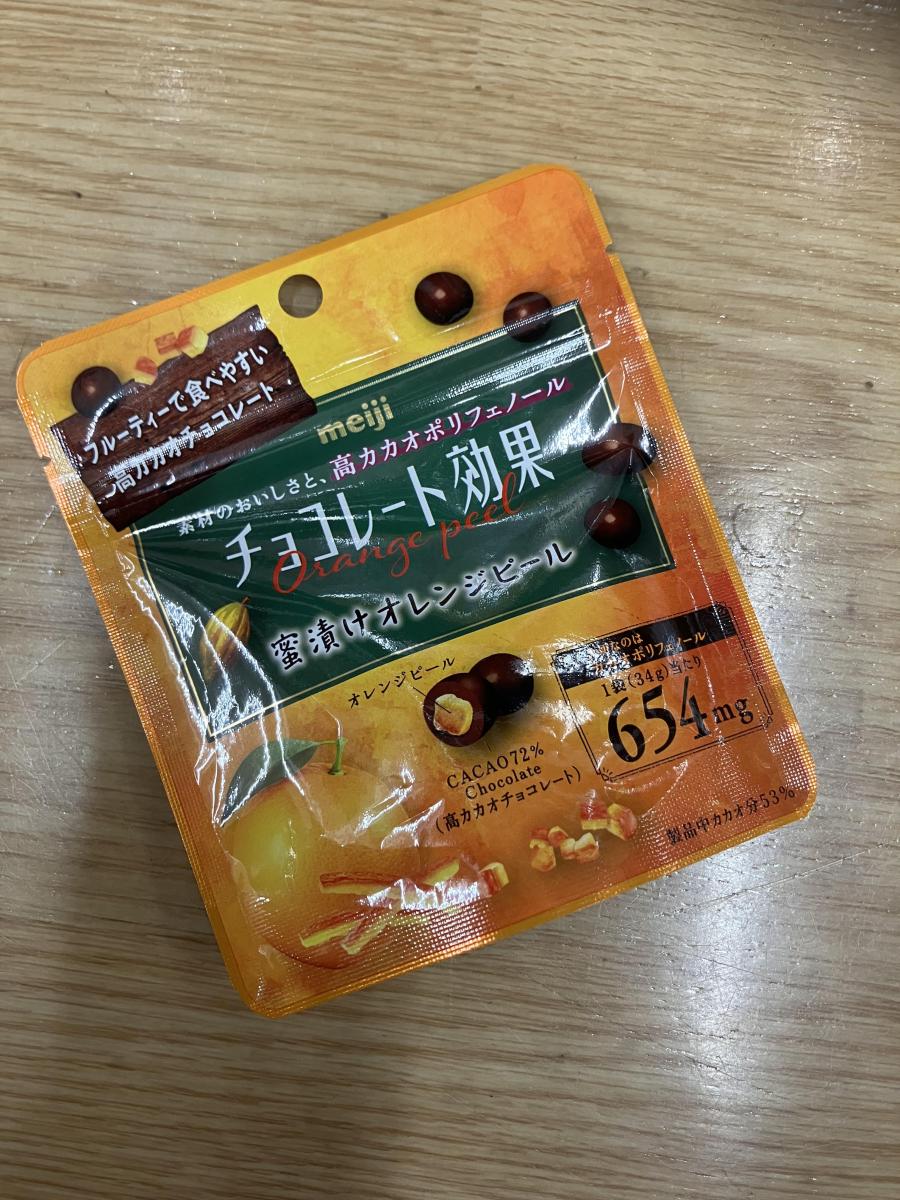 フルーティーで食べやすい
高カカオチョコレート
meiji
素材のおいしさと、高カカオポリフェノール
チョコレート効果
Orange peel
蜜漬けオレンジピール
オレンジピール
CACAO72%
Chocolate
(高カカオチョコレート)
カカオポリフェノール
1袋(34g)当たり
654mg
製品中カカオ分53%